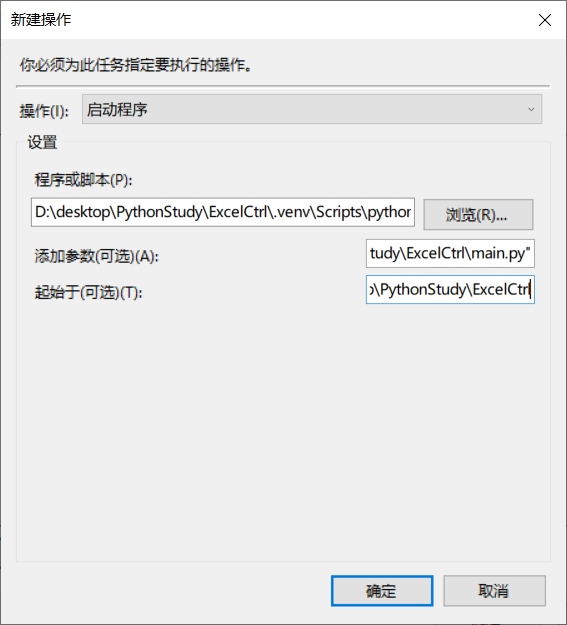 新建操作
你必须为此任务指定要执行的操作。
操作(I):
启动程序
设置
程序或脚本(P):
D:\desktop\PythonStudy\ExcelCtrl\.venv\Scripts\python
浏览(R)...
添加参数(可选)(A):
tudy\ExcelCtrl\main.py"
起始于(可选)(T):
\PythonStudy\ExcelCtrl
确定
取消